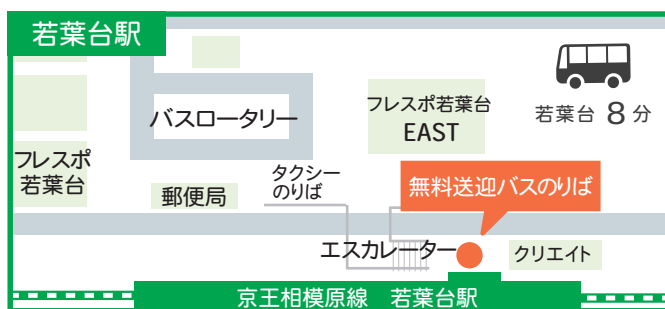 若葉台駅
バスロータリー
フレスポ若葉台
EAST
若葉台 8 分
フレスポ
若葉台
郵便局
タクシー
のりば
無料送迎バスのりば
エスカレーター
クリエイト
京王相模原線 若葉台駅